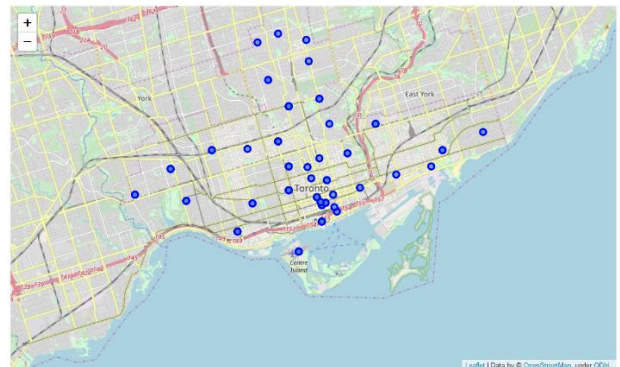 +
−
York
East York
Toronto
Centre
Island
Leaflet | Data by © OpenStreetMap, under ODbL.